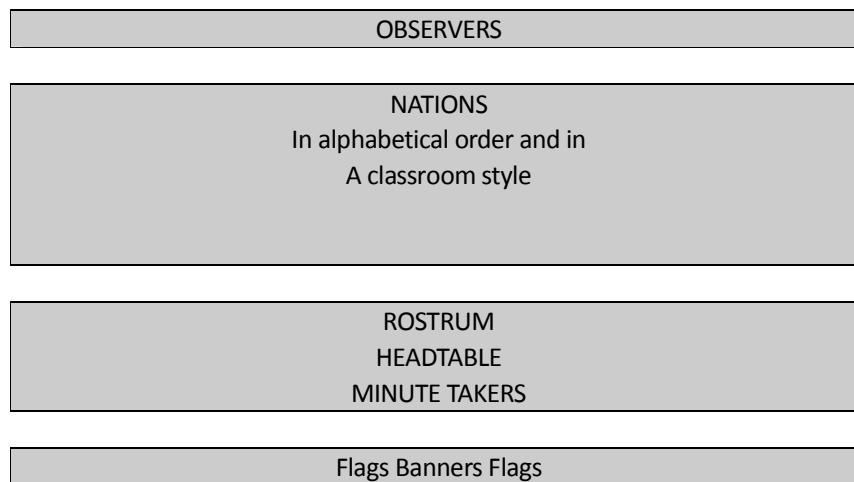 OBSERVERS
NATIONS
In alphabetical order and in
A classroom style
ROSTRUM
HEADTABLE
MINUTE TAKERS
Flags Banners Flags